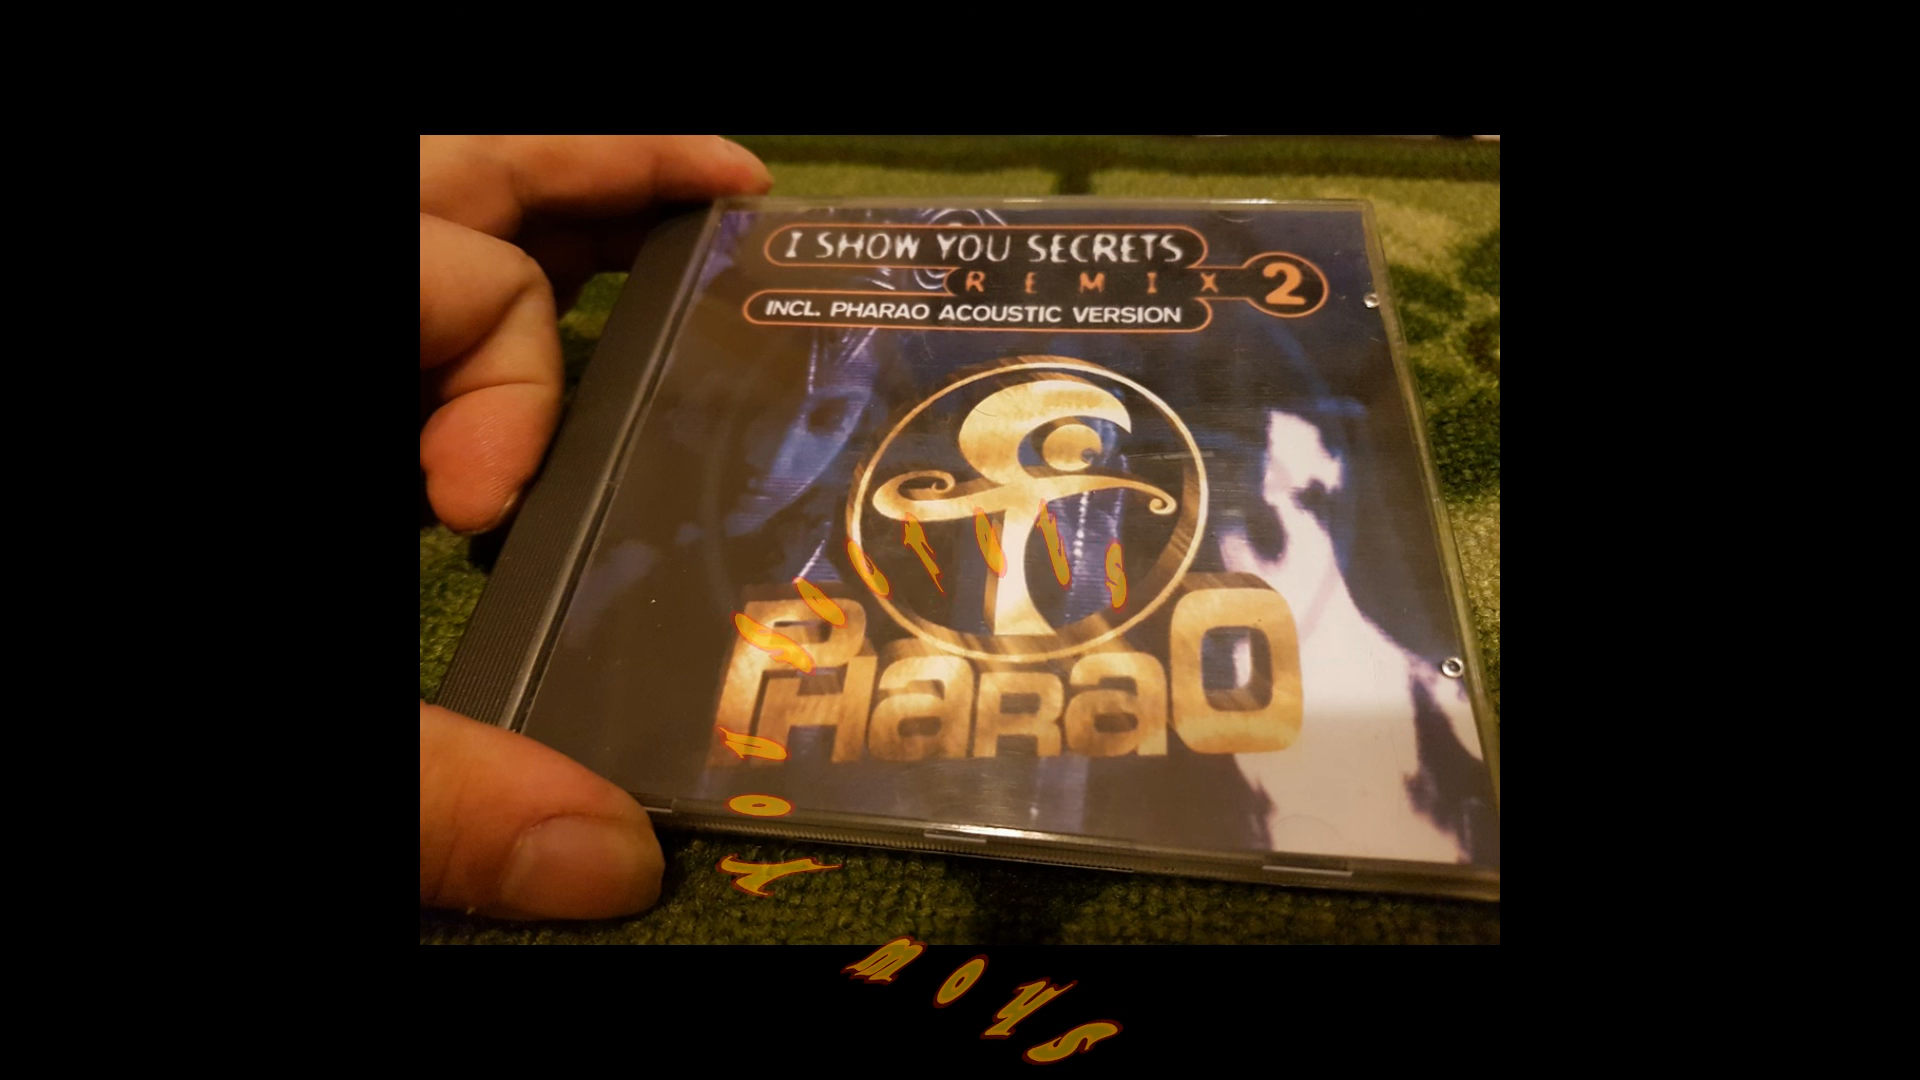 I SHOW YOU SECRETS
REMIX 2
INCL. PHARAO ACOUSTIC VERSION
PHARAO
show you secrets